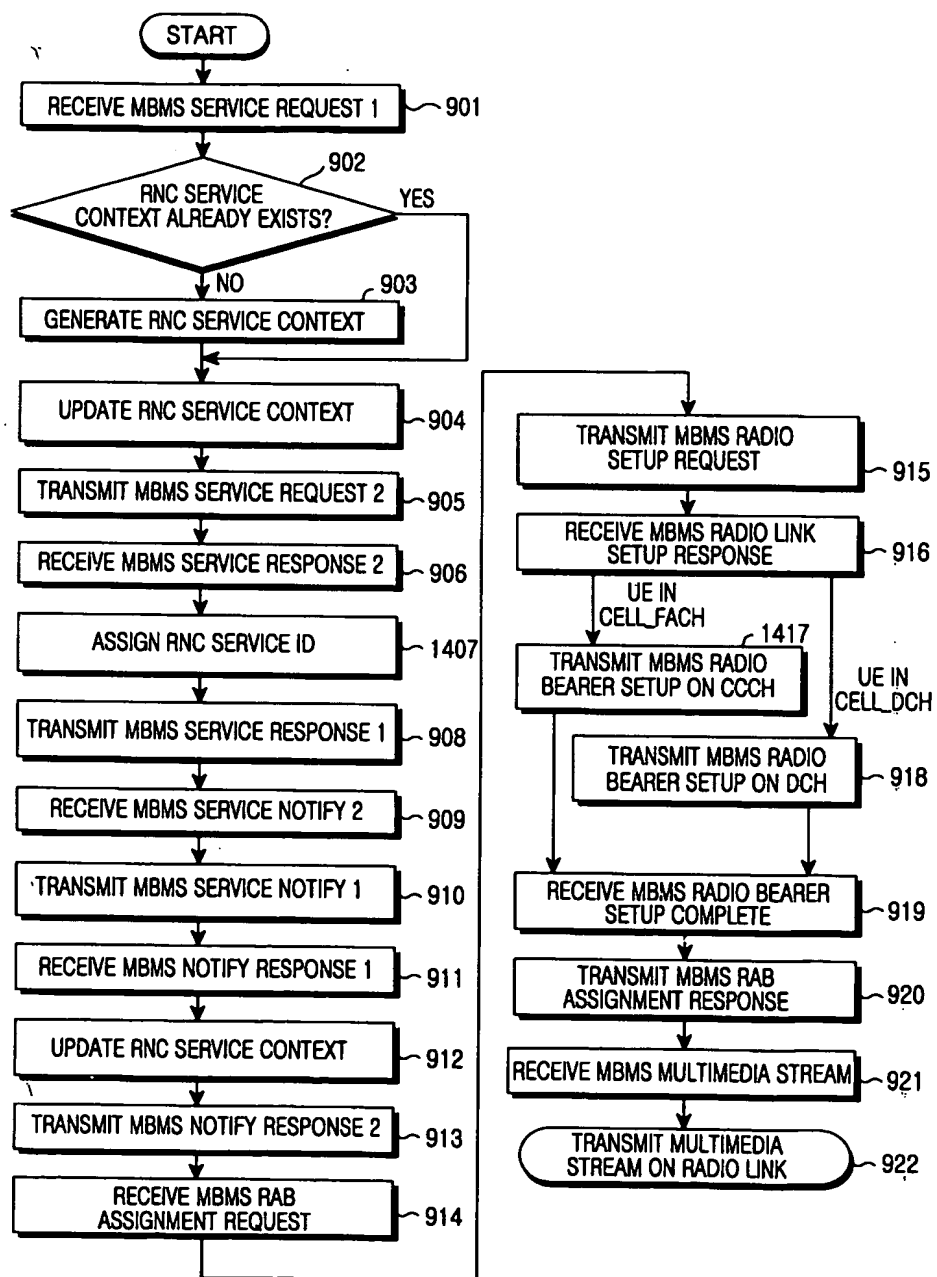 START
RECEIVE MBMS SERVICE REQUEST 1
901
902
RNC SERVICE
CONTEXT ALREADY EXISTS?
YES
NO
903
GENERATE RNC SERVICE CONTEXT
UPDATE RNC SERVICE CONTEXT
904
TRANSMIT MBMS SERVICE REQUEST 2
905
RECEIVE MBMS SERVICE RESPONSE 2
906
ASSIGN RNC SERVICE ID
1407
TRANSMIT MBMS SERVICE RESPONSE 1
908
RECEIVE MBMS SERVICE NOTIFY 2
909
TRANSMIT MBMS SERVICE NOTIFY 1
910
RECEIVE MBMS NOTIFY RESPONSE 1
911
UPDATE RNC SERVICE CONTEXT
912
TRANSMIT MBMS NOTIFY RESPONSE 2
913
RECEIVE MBMS RAB
ASSIGNMENT REQUEST
914
TRANSMIT MBMS RADIO
SETUP REQUEST
915
RECEIVE MBMS RADIO LINK
SETUP RESPONSE
916
UE IN
CELL_FACH
1417
TRANSMIT MBMS RADIO
BEARER SETUP ON CCCH
UE IN
CELL_DCH
TRANSMIT MBMS RADIO
BEARER SETUP ON DCH
918
RECEIVE MBMS RADIO BEARER
SETUP COMPLETE
919
TRANSMIT MBMS RAB
ASSIGNMENT RESPONSE
920
RECEIVE MBMS MULTIMEDIA STREAM
921
TRANSMIT MULTIMEDIA
STREAM ON RADIO LINK
922